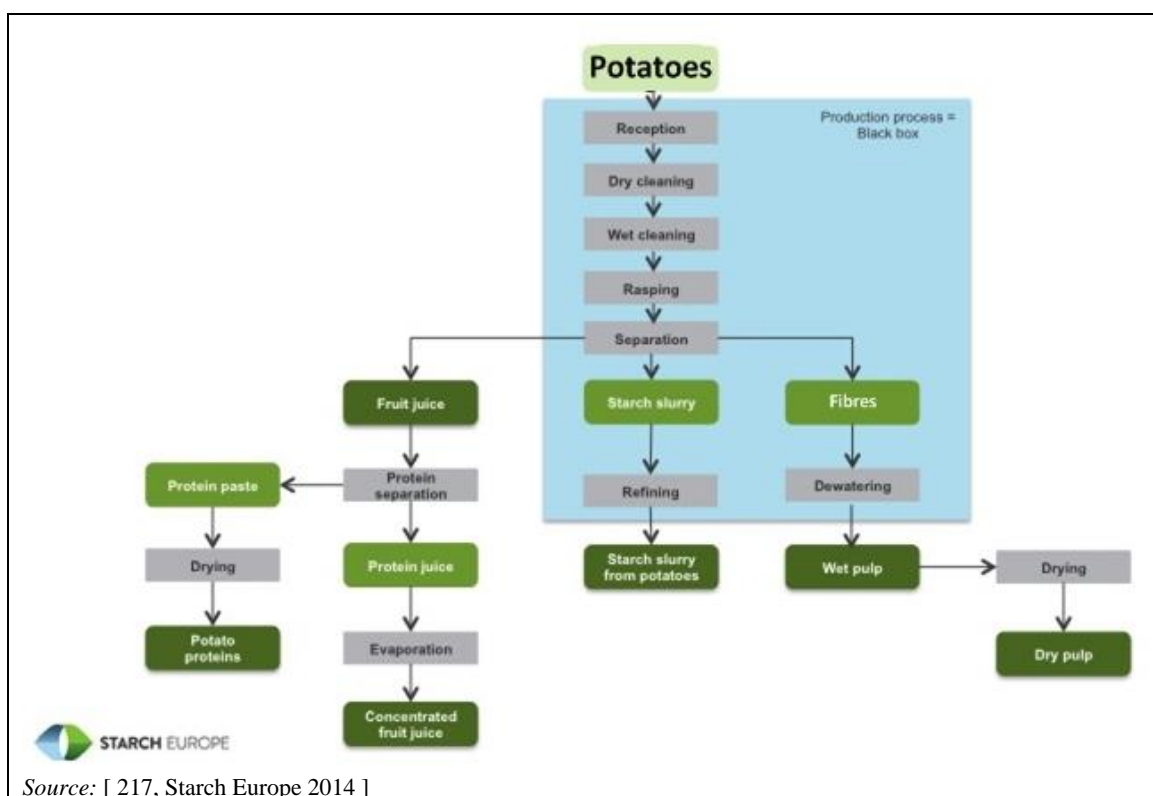 Potatoes
Production process =
Black box
Reception
Dry cleaning
Wet cleaning
Rasping
Separation
Fruit juice
Starch slurry
Fibres
Protein paste
Protein
separation
Refining
Dewatering
Drying
Protein juice
Starch slurry
from potatoes
Wet pulp
Drying
Potato
proteins
Evaporation
Dry pulp
Concentrated
fruit juice
STARCH EUROPE
Source: [ 217, Starch Europe 2014 ]